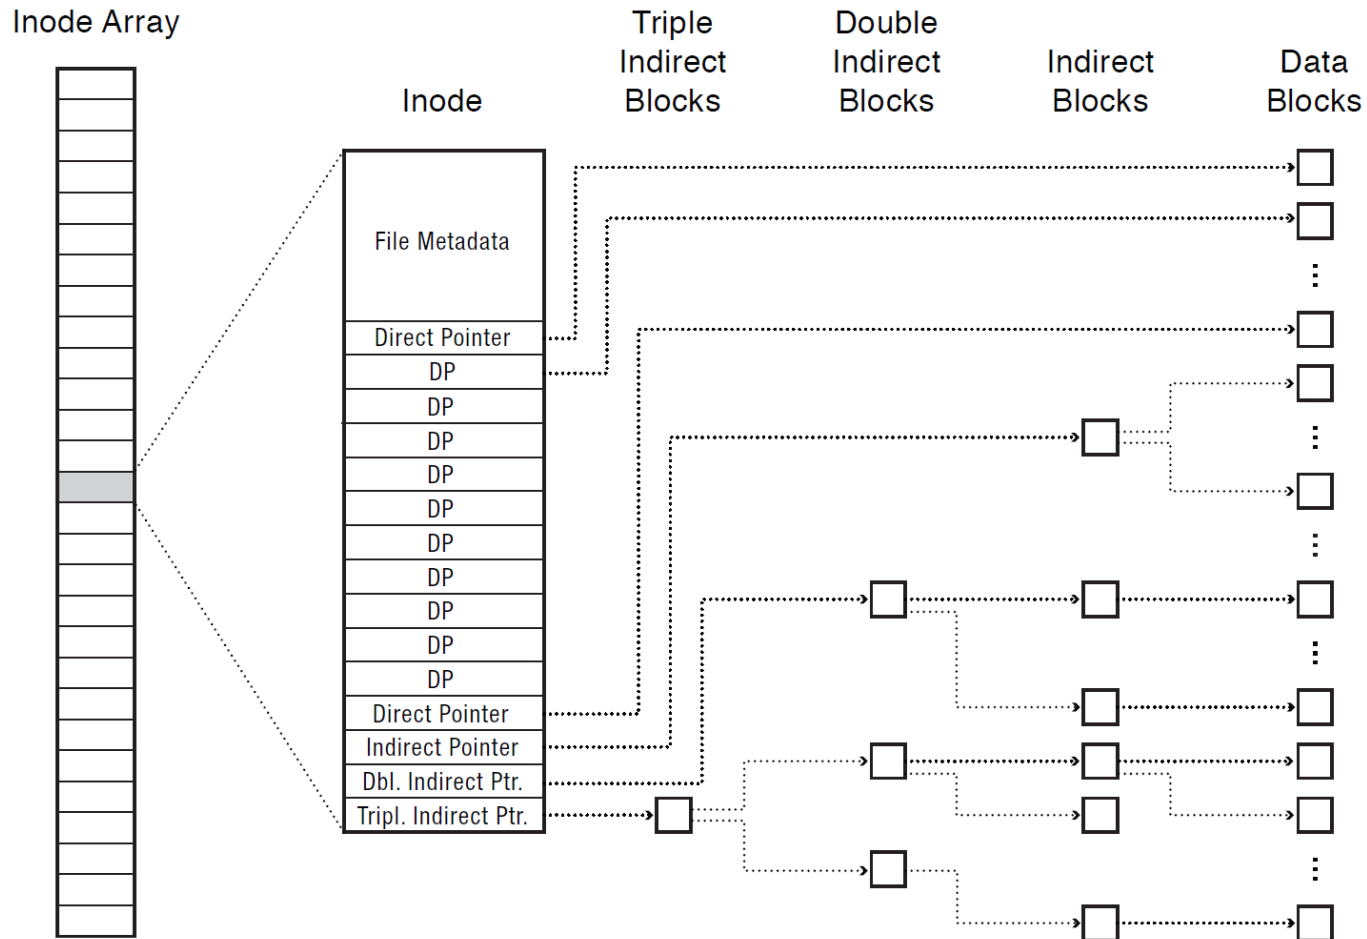 Inode Array
Inode
Triple
Indirect
Blocks
Double
Indirect
Blocks
Indirect
Blocks
Data
Blocks
File Metadata
Direct Pointer
DP
DP
DP
DP
DP
DP
DP
DP
DP
DP
Direct Pointer
Indirect Pointer
Dbl. Indirect Ptr.
Tripl. Indirect Ptr.